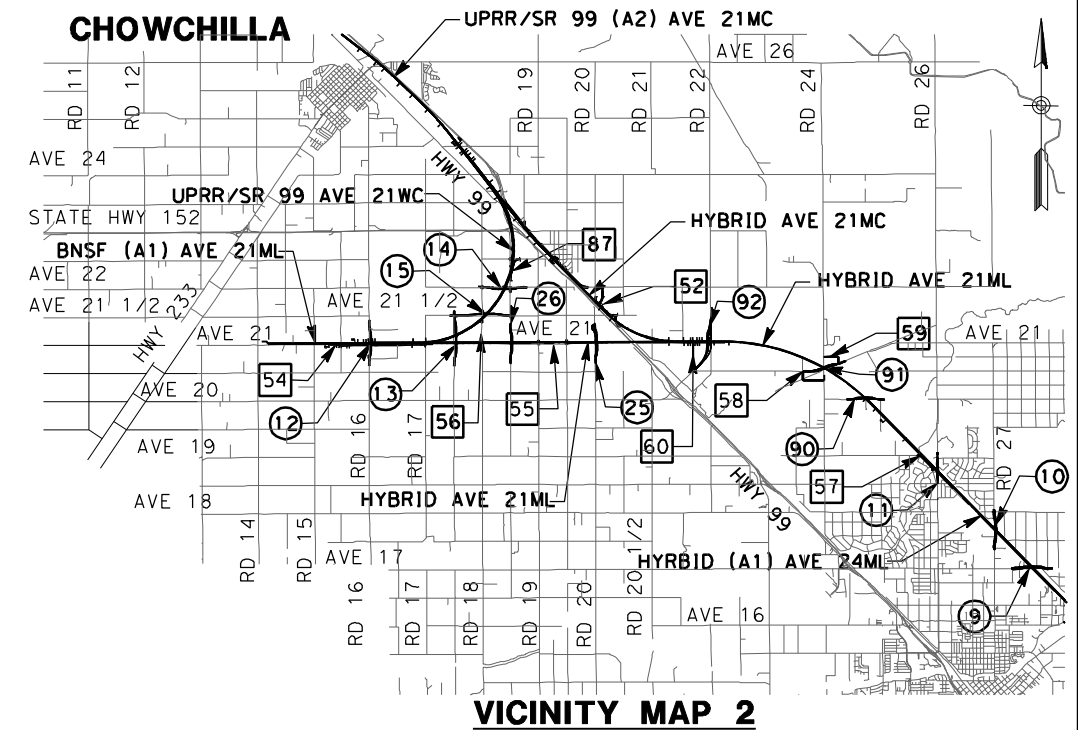 CHOWCHILLA
UPRR/SR 99 (A2) AVE 21MC
AVE 26
RD 11
RD 12
RD 19
RD 20
RD 21
RD 22
RD 24
RD 26
AVE 24
HWY 99
UPRR/SR 99 AVE 21WC
STATE HWY 152
HYBRID AVE 21MC
BNSF (A1) AVE 21ML
14
87
15
AVE 22
52
HYBRID AVE 21ML
26
92
AVE 21 1/2
AVE 21 1/2
HWY 233
AVE 21
AVE 21
59
AVE 21
54
91
AVE 20
13
58
12
56
55
25
60
90
AVE 19
RD 16
RD 17
RD 27
10
57
HWY 99
AVE 18
HYBRID AVE 21ML
11
RD 14
RD 15
AVE 17
RD 20 1/2
HYRBID (A1) AVE 24ML
RD 16
RD 17
RD 18
RD 19
RD 20
AVE 16
9
VICINITY MAP 2